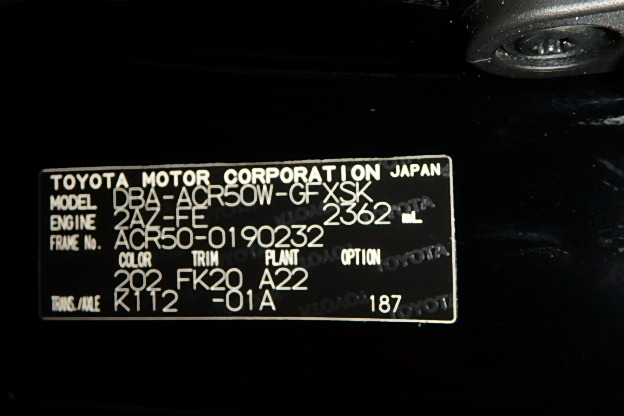 TOYOTA MOTOR CORPORATION JAPAN
MODEL DBA-ACR50W-GFXSK
ENGINE 2AZ-FE 2362 mL
FRAME No. ACR50-0190232
COLOR TRIM PLANT OPTION
202 FK20 A22
TRANS./AXLE K112 -01A 187